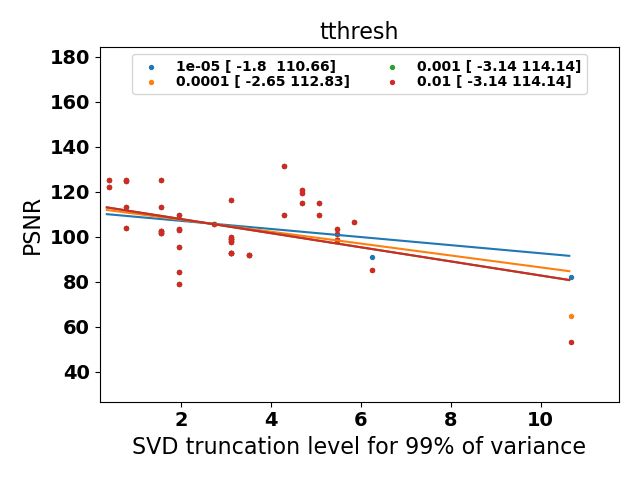 tthresh
1e-05 [ -1.8  110.66]
0.0001 [ -2.65 112.83]
0.001 [ -3.14 114.14]
0.01 [ -3.14 114.14]
180
160
140
120
100
80
60
40
PSNR
2 4 6 8 10
SVD truncation level for 99% of variance